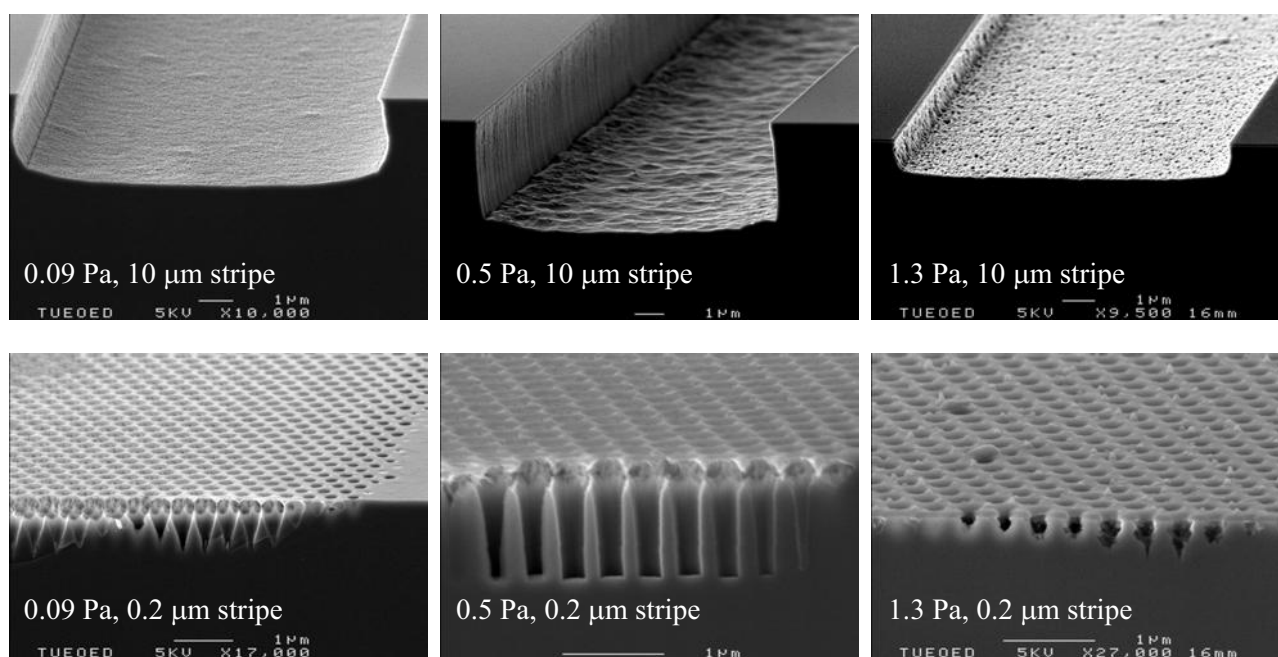 0.09 Pa, 10 μm stripe
1μm
TUEOED 5KV X10,000
0.5 Pa, 10 μm stripe
1μm
1.3 Pa, 10 μm stripe
1μm
TUEOED 5KV X9,500 16mm
0.09 Pa, 0.2 μm stripe
1μm
TUEOED 5KV X17,000
0.5 Pa, 0.2 μm stripe
1μm
1.3 Pa, 0.2 μm stripe
1μm
TUEOED 5KV X27,000 16mm